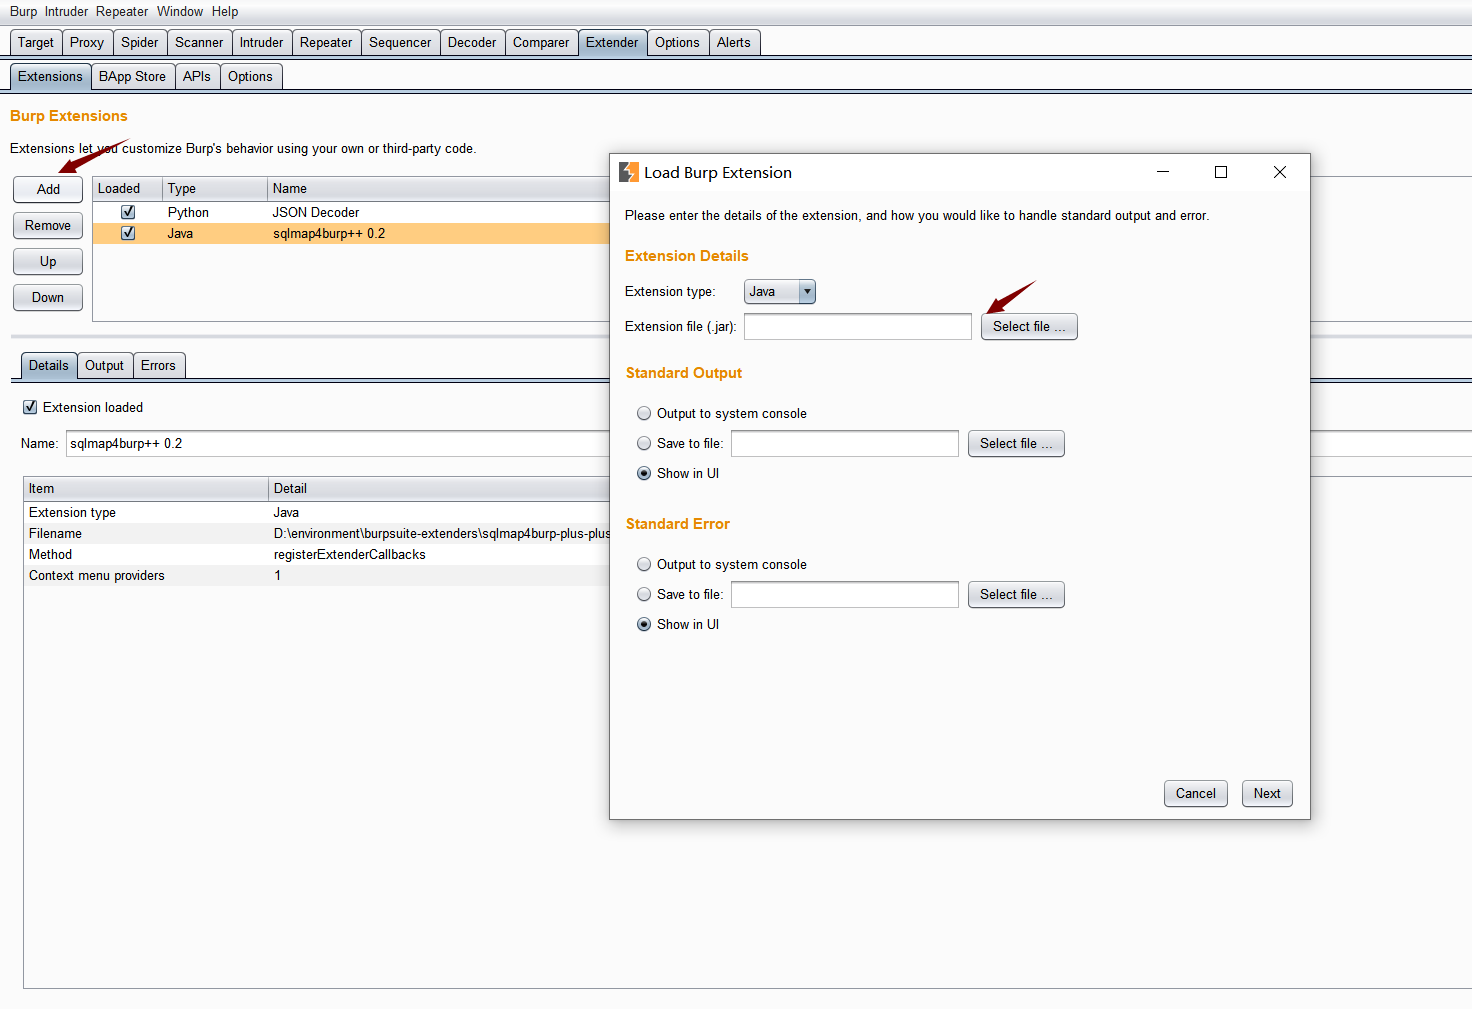 Burp Intruder Repeater Window Help
Target Proxy Spider Scanner Intruder Repeater Sequencer Decoder Comparer Extender Options Alerts
Extensions BApp Store APIs Options
Burp Extensions
Extensions let you customize Burp's behavior using your own or third-party code.
Add
Remove
Up
Down
Loaded Type Name
Python JSON Decoder
Java sqlmap4burp++ 0.2
Details Output Errors
Extension loaded
Name: sqlmap4burp++ 0.2
Item Detail
Extension type Java
Filename D:\environment\burpsuite-extenders\sqlmap4burp-plus-plus
Method registerExtenderCallbacks
Context menu providers 1
Load Burp Extension
Please enter the details of the extension, and how you would like to handle standard output and error.
Extension Details
Extension type: Java
Extension file (.jar): Select file ...
Standard Output
Output to system console
Save to file: Select file ...
Show in UI
Standard Error
Output to system console
Save to file: Select file ...
Show in UI
Cancel Next